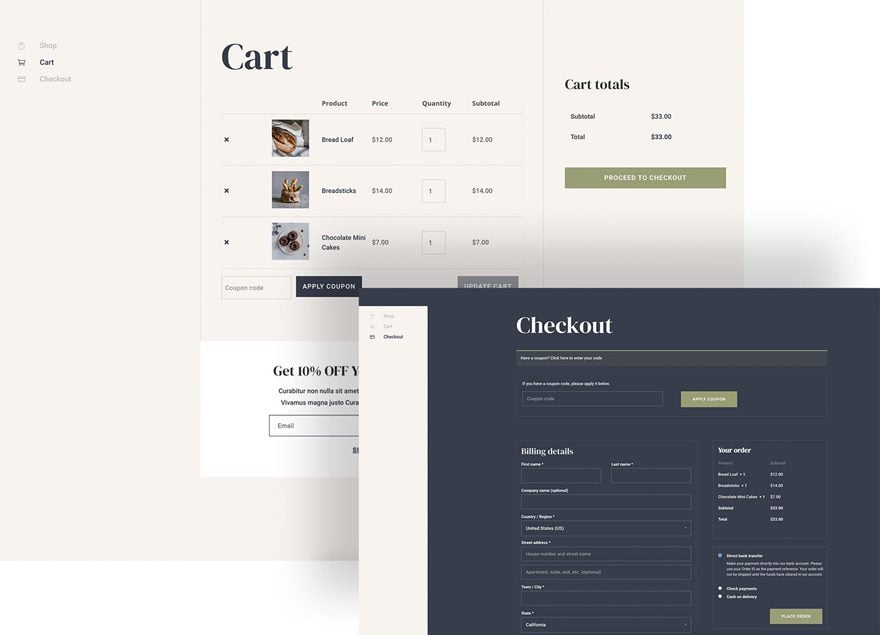 Shop
Cart
Checkout
Cart
Product Price Quantity Subtotal
Bread Loaf $12.00 1 $12.00
Breadsticks $14.00 1 $14.00
Chocolate Mini
Cakes $7.00 1 $7.00
Coupon code APPLY COUPON UPDATE CART
Cart totals
Subtotal $33.00
Total $33.00
PROCEED TO CHECKOUT
Get 10% OFF
Curabitur non nulla sit amet
Vivamus magna justo
Email
Shop
Cart
Checkout
Checkout
Have a coupon? Click here to enter your code
If you have a coupon code, please apply it below.
Coupon code APPLY COUPON
Billing details
First name * Last name *
Company name (optional)
Country / Region *
United States (US)
Street address *
House number and street name
Apartment, suite, unit, etc. (optional)
Town / City *
State *
California
Your order
Product Subtotal
Bread Loaf × 1 $12.00
Breadsticks × 1 $14.00
Chocolate Mini Cakes × 1 $7.00
Subtotal $33.00
Total $33.00
Direct bank transfer
Make your payment directly into our bank account. Please
use your Order ID as the payment reference. Your order will
not be shipped until the funds have cleared in our account.
Check payments
Cash on delivery
PLACE ORDER